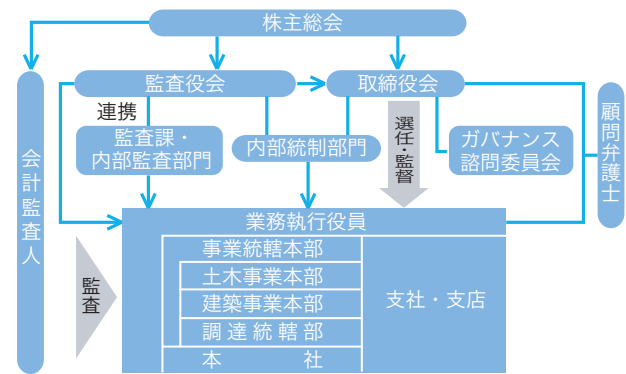 株主総会
監査役会
取締役会
連携
監査課・
内部監査部門
内部統制部門
選任・監督
ガバナンス
諮問委員会
顧問弁護士
会計監査人
業務執行役員
監査
事業統轄本部
土木事業本部
建築事業本部
調達統轄部
本社
支社・支店